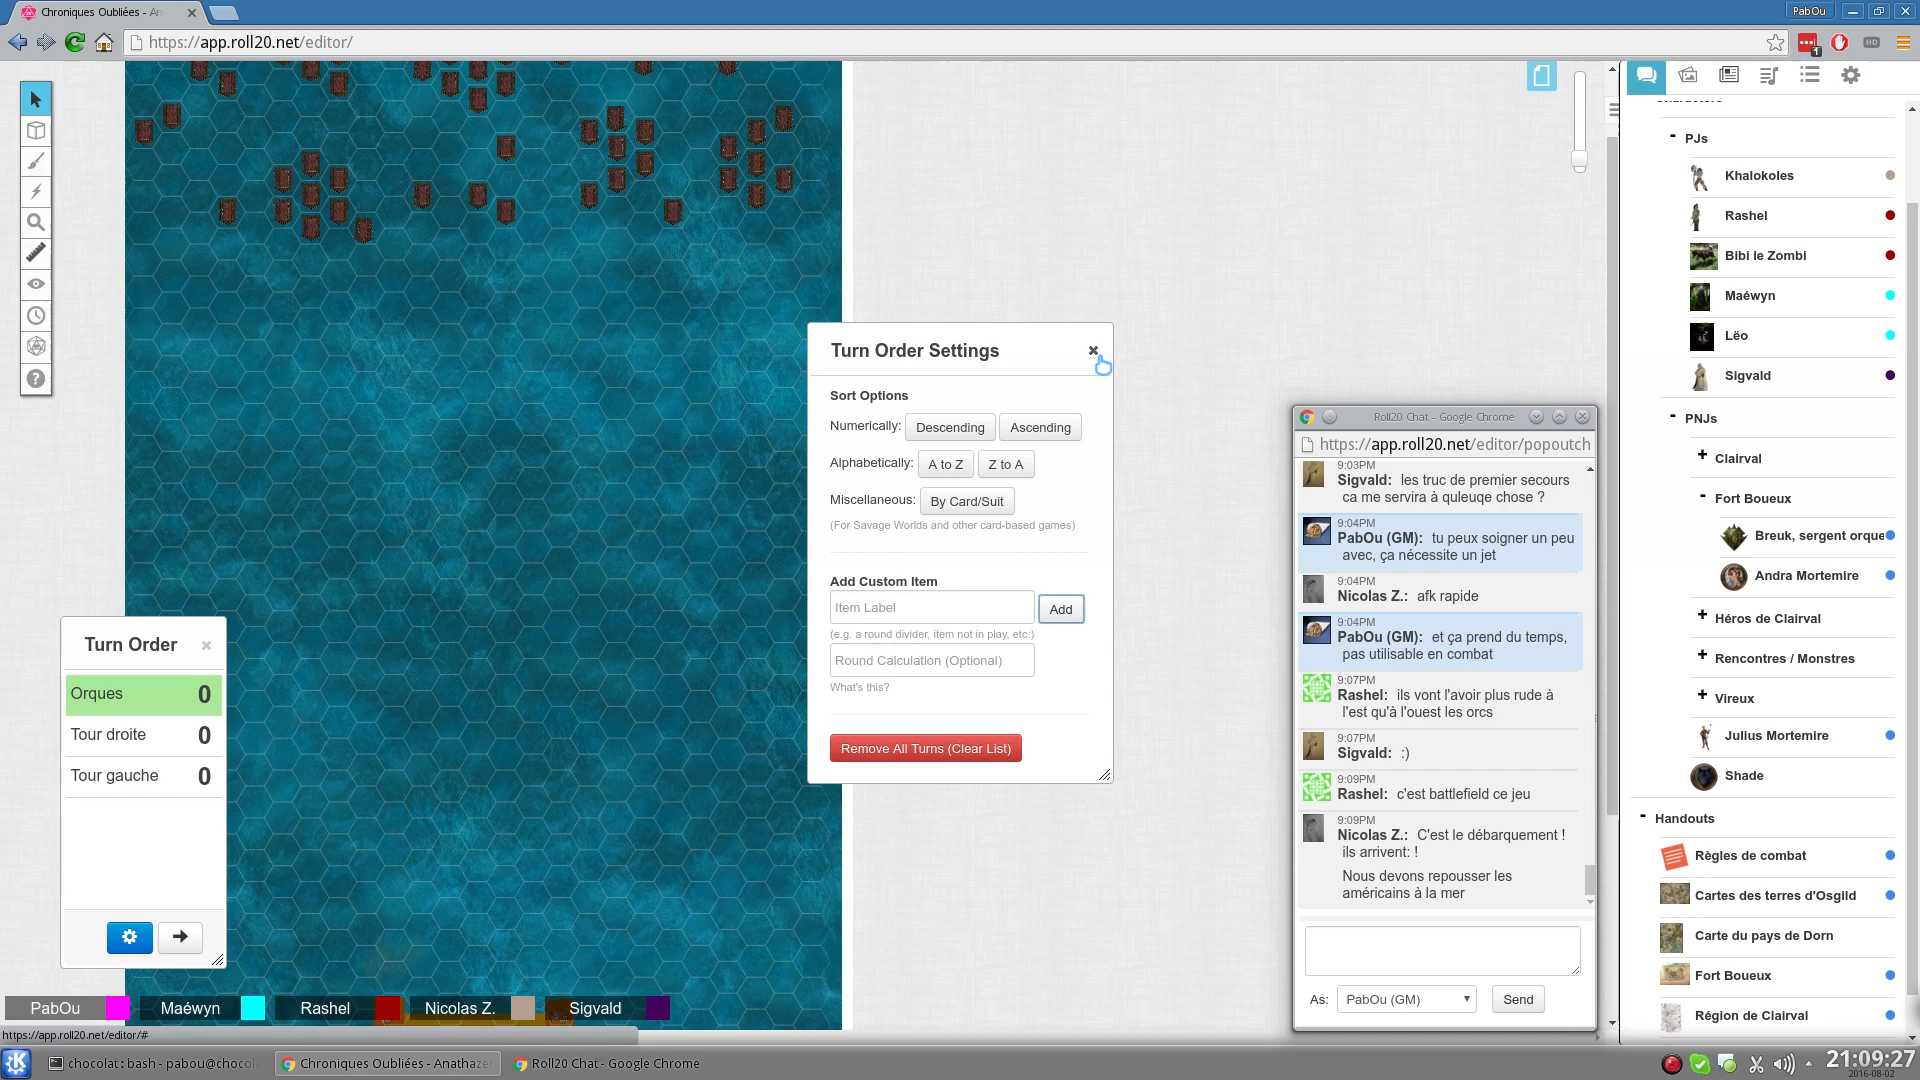 Chroniques Oubliées - An
PabOu
https://app.roll20.net/editor/
1
HD
PJs
Khalokoles
Rashel
Bibi le Zombi
Maéwyn
Lëo
Sigvald
PNJs
Clairval
Fort Boueux
Breuk, sergent orque
Andra Mortemire
Héros de Clairval
Rencontres / Monstres
Vireux
Julius Mortemire
Shade
Handouts
Règles de combat
Cartes des terres d'Osgild
Carte du pays de Dorn
Fort Boueux
Région de Clairval
Turn Order Settings
Sort Options
Numerically: Descending Ascending
Alphabetically: A to Z Z to A
Miscellaneous: By Card/Suit
(For Savage Worlds and other card-based games)
Add Custom Item
Item Label Add
(e.g. a round divider, item not in play, etc.)
Round Calculation (Optional)
What's this?
Remove All Turns (Clear List)
Turn Order
Orques 0
Tour droite 0
Tour gauche 0
Roll20 Chat - Google Chrome
https://app.roll20.net/editor/popoutch
9:03PM
Sigvald: les truc de premier secours
ca me servira à quleuqe chose ?
9:04PM
PabOu (GM): tu peux soigner un peu
avec, ça nécessite un jet
9:04PM
Nicolas Z.: afk rapide
9:04PM
PabOu (GM): et ça prend du temps,
pas utilisable en combat
9:07PM
Rashel: ils vont l'avoir plus rude à
l'est qu'à l'ouest les orcs
9:07PM
Sigvald: :)
9:09PM
Rashel: c'est battlefield ce jeu
9:09PM
Nicolas Z.: C'est le débarquement !
ils arrivent: !
Nous devons repousser les
américains à la mer
As: PabOu (GM) Send
PabOu Maéwyn Rashel Nicolas Z. Sigvald
https://app.roll20.net/editor/#
chocolat : bash - pabou@chocol
Chroniques Oubliées - Anathaze
Roll20 Chat - Google Chrome
21:09:27
2016-08-02